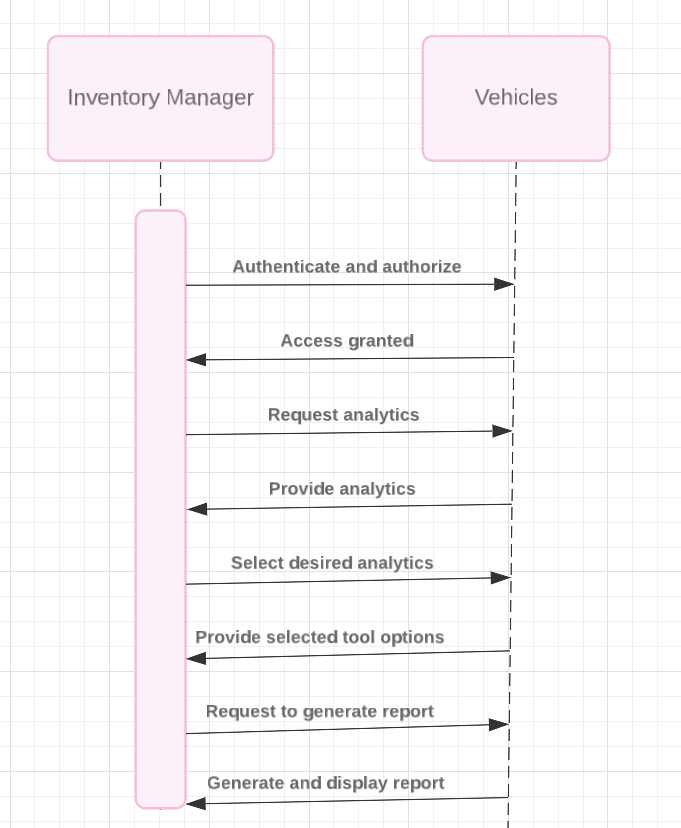 Inventory Manager
Vehicles
Authenticate and authorize
Access granted
Request analytics
Provide analytics
Select desired analytics
Provide selected tool options
Request to generate report
Generate and display report